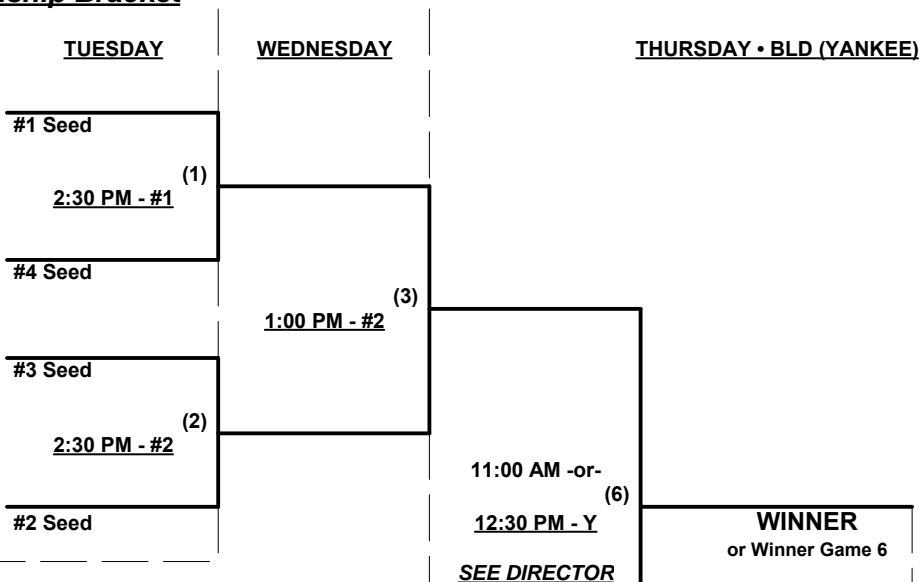 TUESDAY WEDNESDAY THURSDAY • BLD (YANKEE)
#1 Seed
(1)
2:30 PM - #1
#4 Seed
(3)
1:00 PM - #2
#3 Seed
(2)
2:30 PM - #2
11:00 AM -or-
(6)
#2 Seed
12:30 PM - Y
WINNER
or Winner Game 6
SEE DIRECTOR